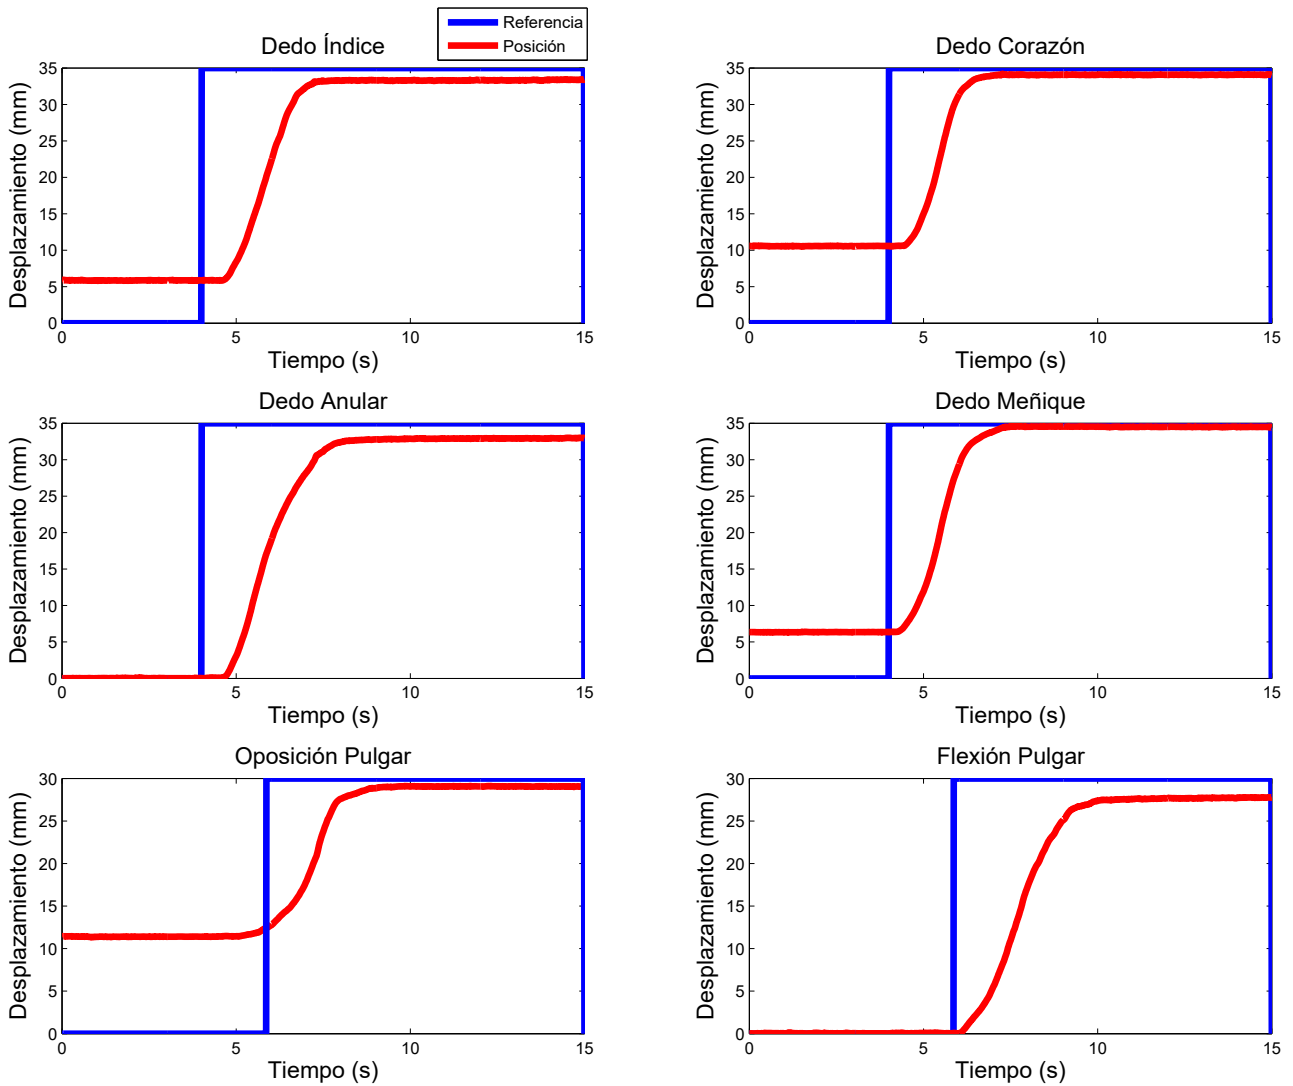 Referencia
Posición
Dedo Índice
35
30
25
20
15
10
5
0
Desplazamiento (mm)
0 5 10 15
Tiempo (s)
Dedo Corazón
35
30
25
20
15
10
5
0
Desplazamiento (mm)
0 5 10 15
Tiempo (s)
Dedo Anular
35
30
25
20
15
10
5
0
Desplazamiento (mm)
0 5 10 15
Tiempo (s)
Dedo Meñique
35
30
25
20
15
10
5
0
Desplazamiento (mm)
0 5 10 15
Tiempo (s)
Oposición Pulgar
30
25
20
15
10
5
0
Desplazamiento (mm)
0 5 10 15
Tiempo (s)
Flexión Pulgar
30
25
20
15
10
5
0
Desplazamiento (mm)
0 5 10 15
Tiempo (s)